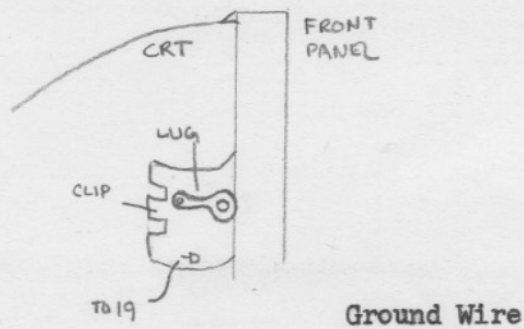 FRONT
PANEL
CRT
LUG
CLIP
D
TO 19
Ground Wire